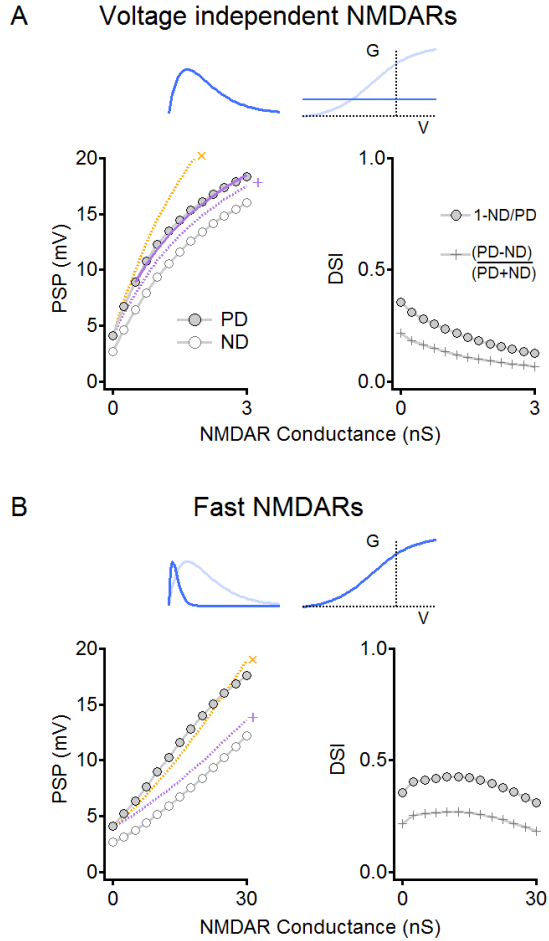 A
Voltage independent NMDARs
G
V
20
15
10
5
0
PSP (mV)
×
+
PD
ND
0
3
1.0
0.5
0.0
DSI
1-ND/PD
(PD-ND)
(PD+ND)
0
3
NMDAR Conductance (nS)
B
Fast NMDARs
G
V
20
15
10
5
0
PSP (mV)
×
+
0
30
1.0
0.5
0.0
DSI
0
30
NMDAR Conductance (nS)